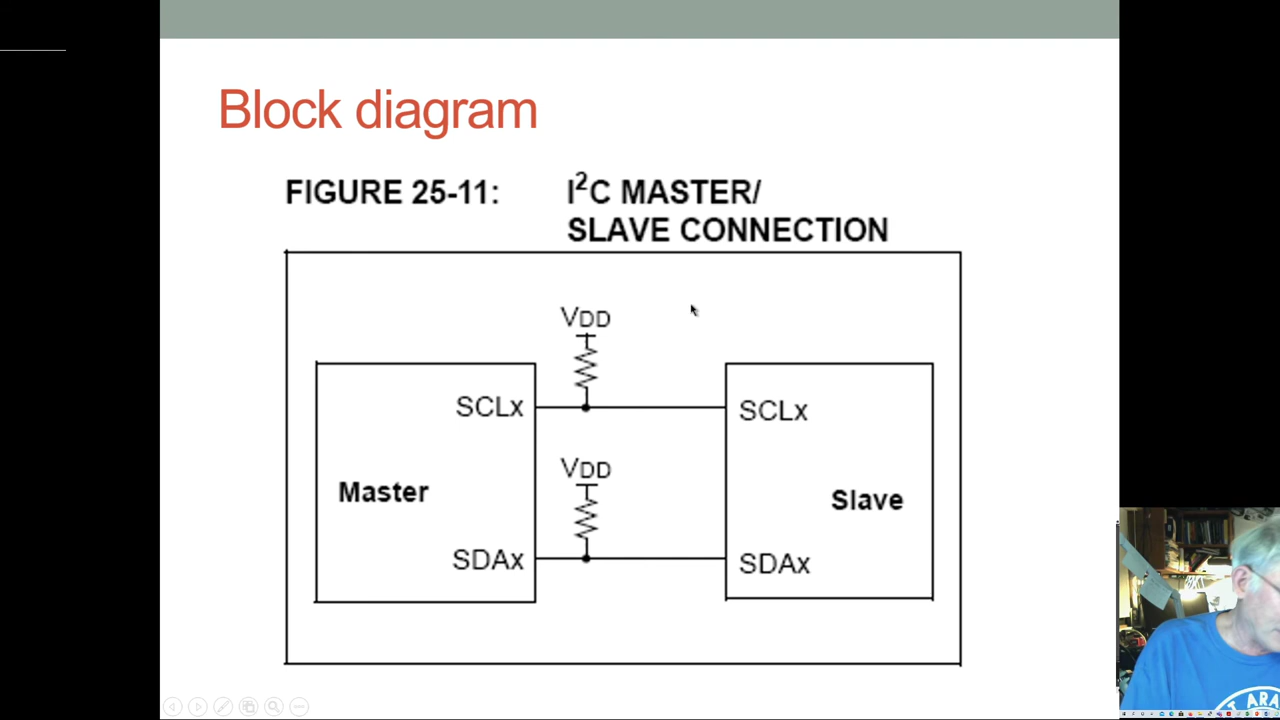 Block diagram
FIGURE 25-11: I²C MASTER/
SLAVE CONNECTION
VDD
SCLx
SCLx
VDD
Master
Slave
SDAx
SDAx